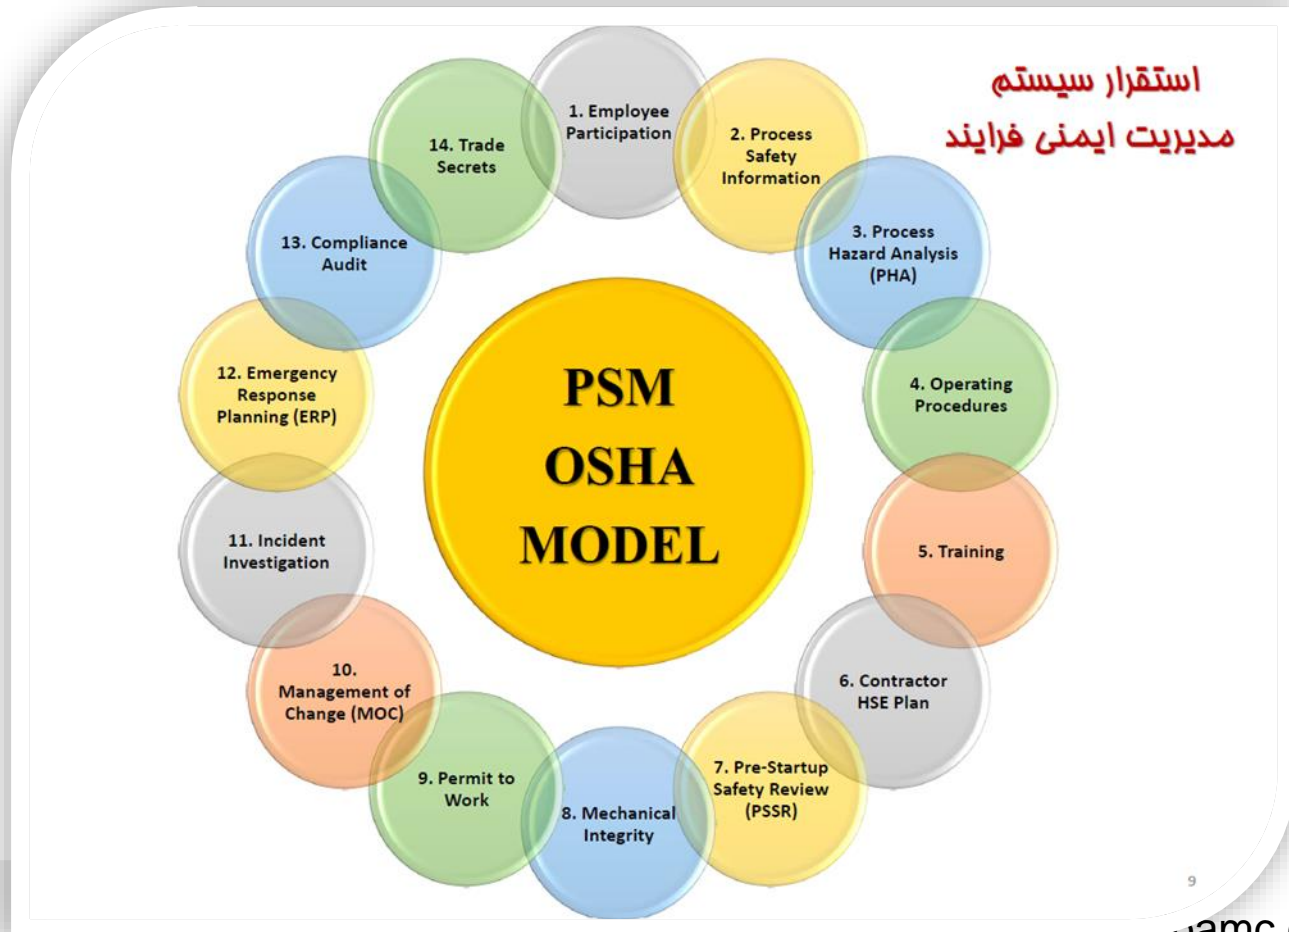 استقرار سیستم
مدیریت ایمنی فرایند
1. Employee
Participation
2. Process
Safety
Information
3. Process
Hazard Analysis
(PHA)
4. Operating
Procedures
5. Training
6. Contractor
HSE Plan
7. Pre-Startup
Safety Review
(PSSR)
8. Mechanical
Integrity
9. Permit to
Work
10.
Management of
Change (MOC)
11. Incident
Investigation
12. Emergency
Response
Planning (ERP)
13. Compliance
Audit
14. Trade
Secrets
PSM
OSHA
MODEL
9